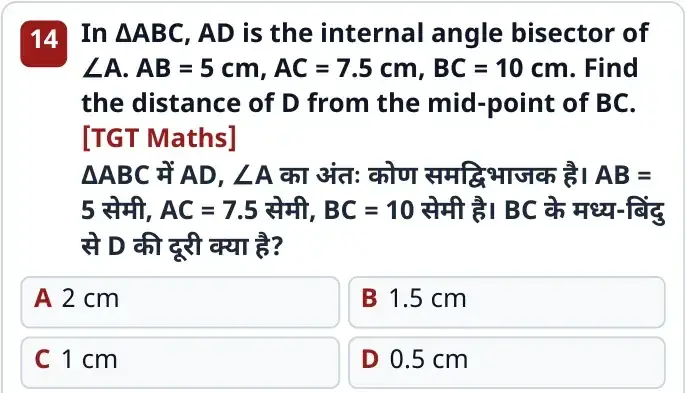 14 In ΔABC, AD is the internal angle bisector of
∠A. AB = 5 cm, AC = 7.5 cm, BC = 10 cm. Find
the distance of D from the mid-point of BC.
[TGT Maths]
ΔABC में AD, ∠A का अंतः कोण समद्विभाजक है। AB =
5 सेमी, AC = 7.5 सेमी, BC = 10 सेमी है। BC के मध्य-बिंदु
से D की दूरी क्या है?
A 2 cm
B 1.5 cm
C 1 cm
D 0.5 cm